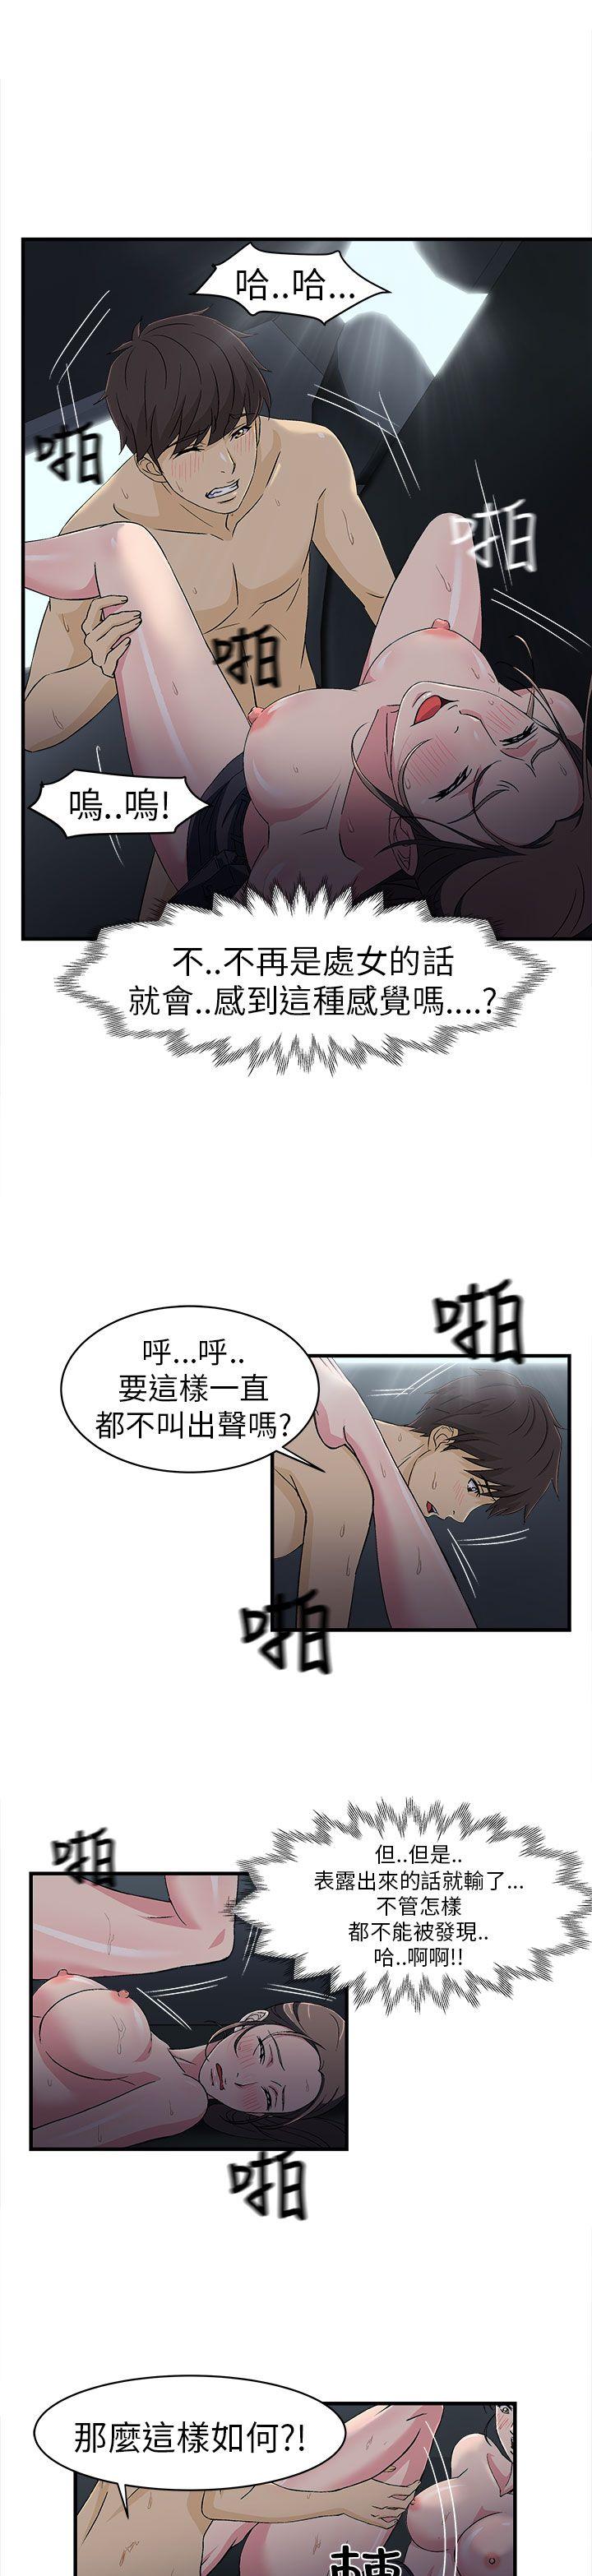 哈..哈...
啪
啪
啪
嗚..嗚!
不..不再是處女的話
就會..感到這種感覺嗎....?
啪
呼...呼..
要這樣一直
都不叫出聲嗎?
啪
啪
但..但是..
表露出來的話就輸了...
不管怎樣
都不能被發現..
哈..啊啊!!
啪
那麼這樣如何?!